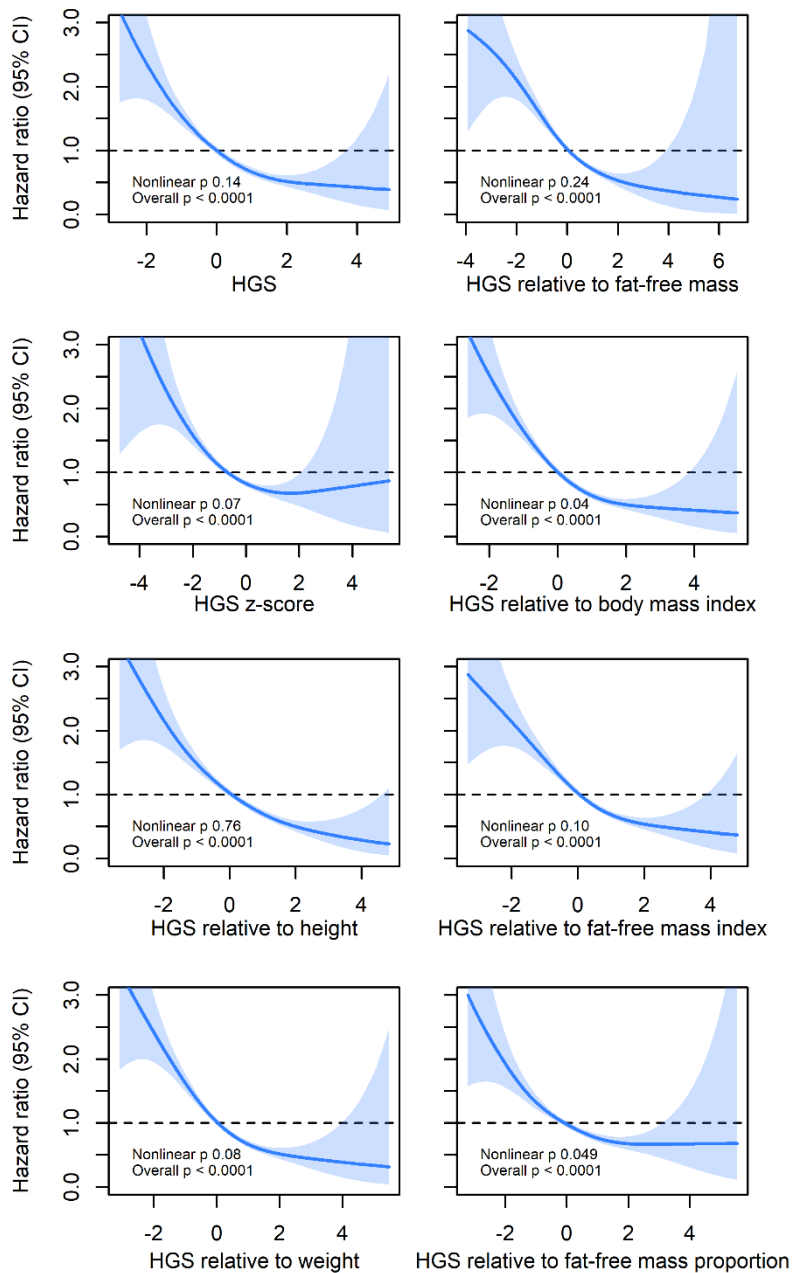 Hazard ratio (95% CI)
3.0
2.0
1.0
0.0
Nonlinear p 0.14
Overall p < 0.0001
-2 0 2 4
HGS
Nonlinear p 0.24
Overall p < 0.0001
-4 -2 0 2 4 6
HGS relative to fat-free mass
Hazard ratio (95% CI)
3.0
2.0
1.0
0.0
Nonlinear p 0.07
Overall p < 0.0001
-4 -2 0 2 4
HGS z-score
Nonlinear p 0.04
Overall p < 0.0001
-2 0 2 4
HGS relative to body mass index
Hazard ratio (95% CI)
3.0
2.0
1.0
0.0
Nonlinear p 0.76
Overall p < 0.0001
-2 0 2 4
HGS relative to height
Nonlinear p 0.10
Overall p < 0.0001
-2 0 2 4
HGS relative to fat-free mass index
Hazard ratio (95% CI)
3.0
2.0
1.0
0.0
Nonlinear p 0.08
Overall p < 0.0001
-2 0 2 4
HGS relative to weight
Nonlinear p 0.049
Overall p < 0.0001
-2 0 2 4
HGS relative to fat-free mass proportion